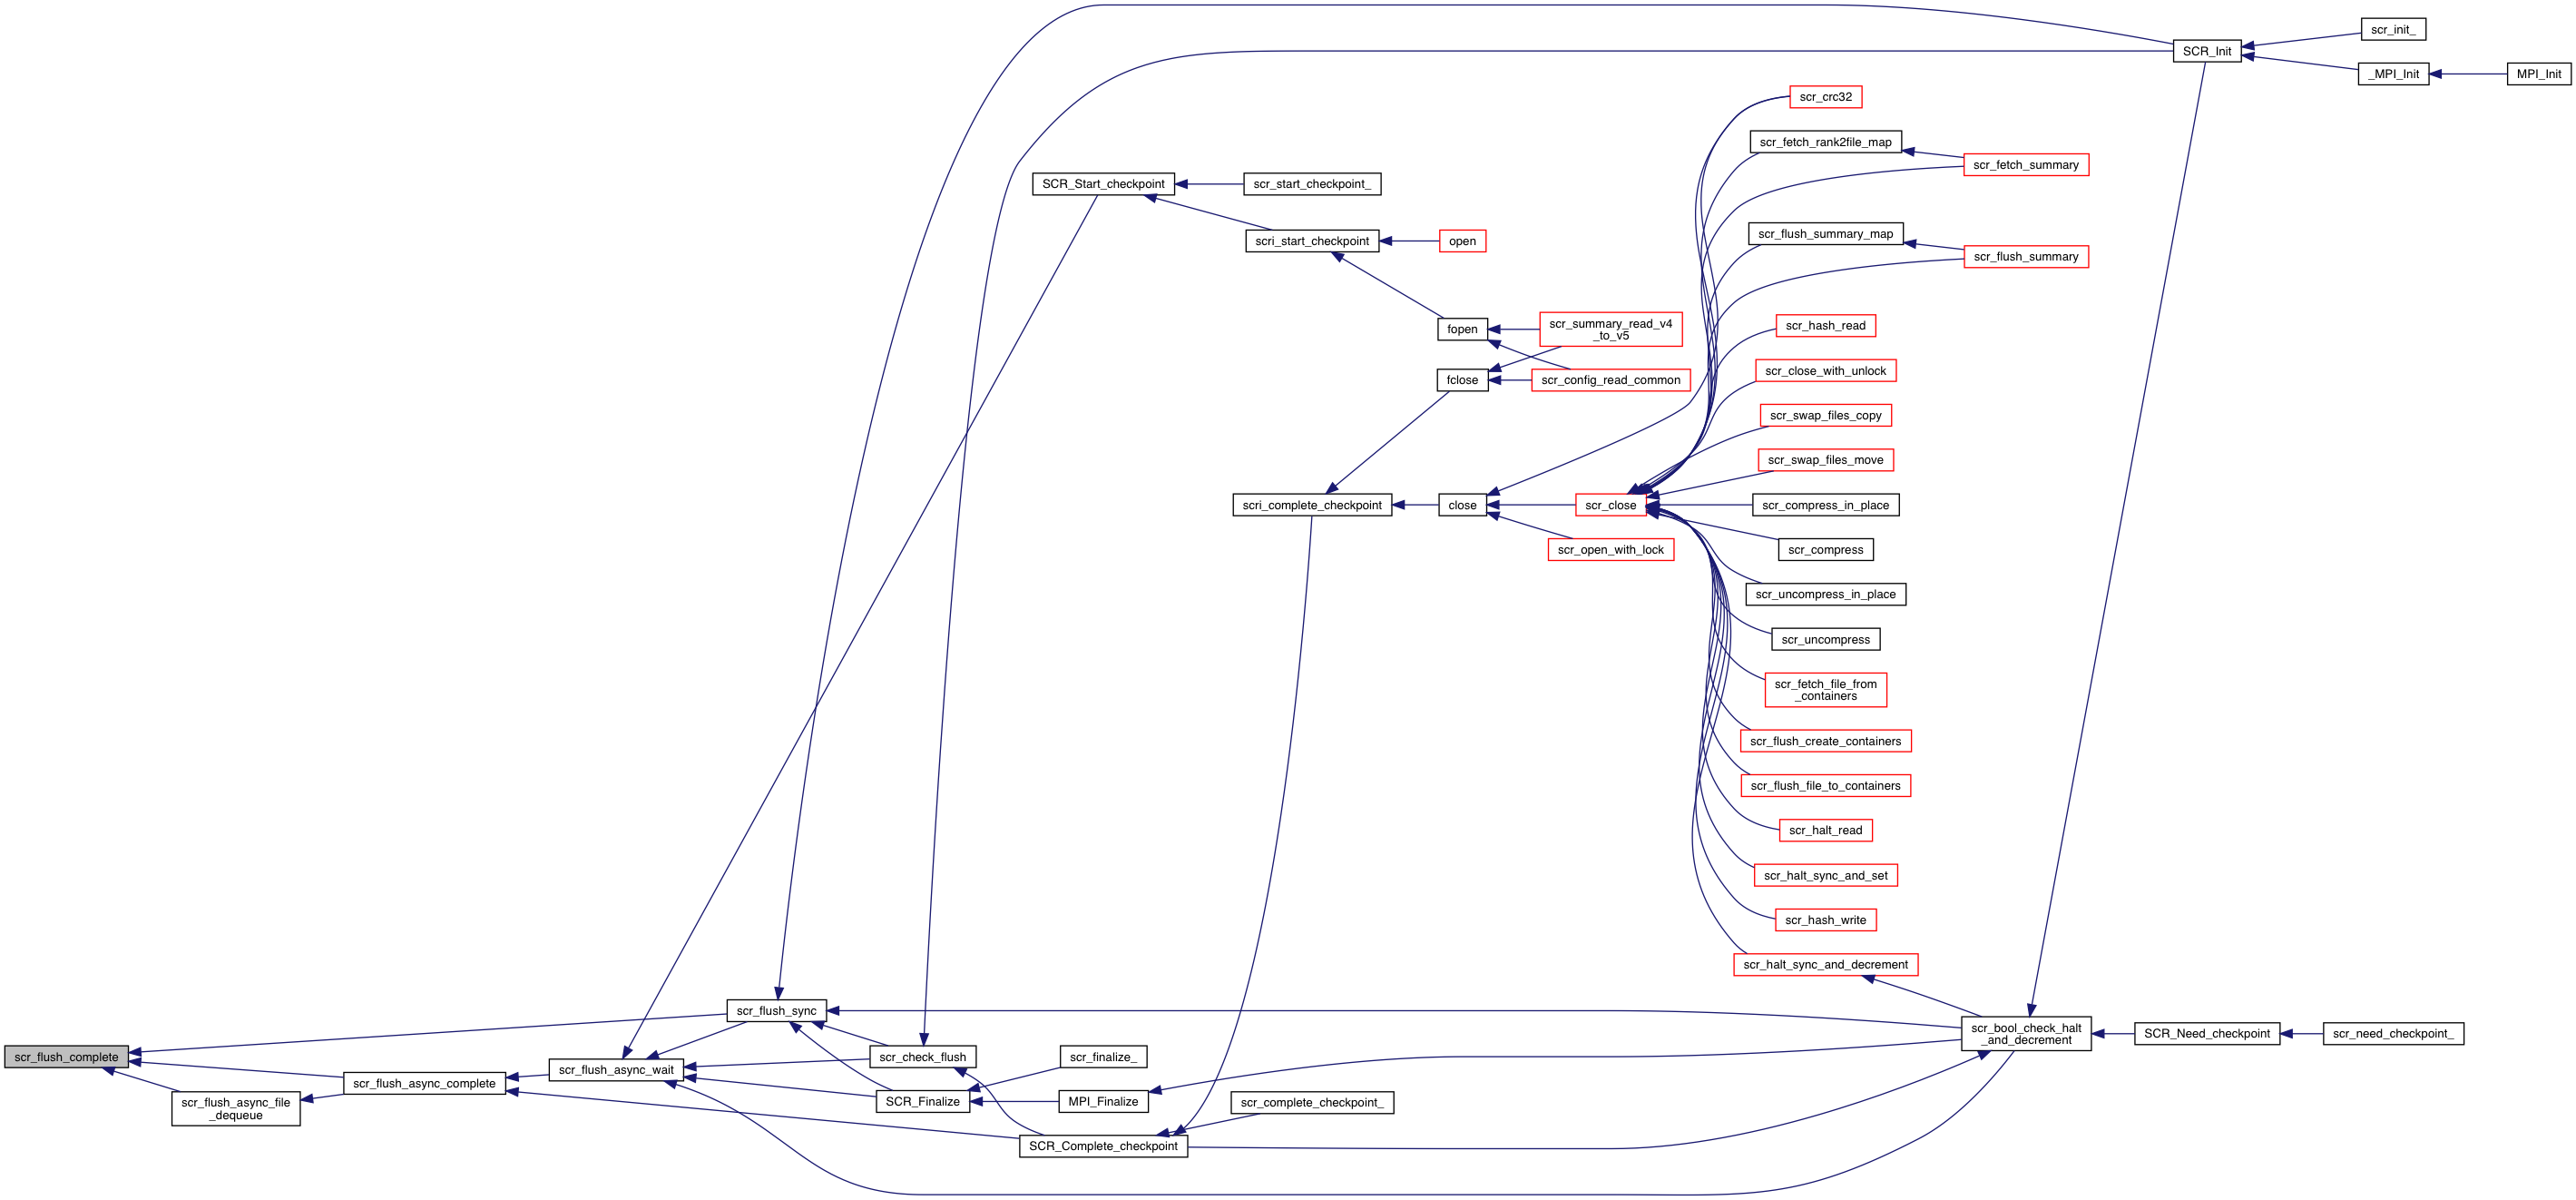 scr_init_
SCR_Init
_MPI_Init
MPI_Init
scr_crc32
scr_fetch_rank2file_map
scr_fetch_summary
SCR_Start_checkpoint
scr_start_checkpoint_
scr_flush_summary_map
scri_start_checkpoint
open
scr_flush_summary
fopen
scr_summary_read_v4
_to_v5
scr_hash_read
fclose
scr_config_read_common
scr_close_with_unlock
scr_swap_files_copy
scr_swap_files_move
scri_complete_checkpoint
close
scr_close
scr_compress_in_place
scr_open_with_lock
scr_compress
scr_uncompress_in_place
scr_uncompress
scr_fetch_file_from
_containers
scr_flush_create_containers
scr_flush_file_to_containers
scr_halt_read
scr_halt_sync_and_set
scr_hash_write
scr_halt_sync_and_decrement
scr_flush_sync
scr_bool_check_halt
_and_decrement
SCR_Need_checkpoint
scr_need_checkpoint_
scr_flush_complete
scr_check_flush
scr_finalize_
scr_flush_async_wait
scr_flush_async_complete
scr_flush_async_file
_dequeue
SCR_Finalize
MPI_Finalize
scr_complete_checkpoint_
SCR_Complete_checkpoint